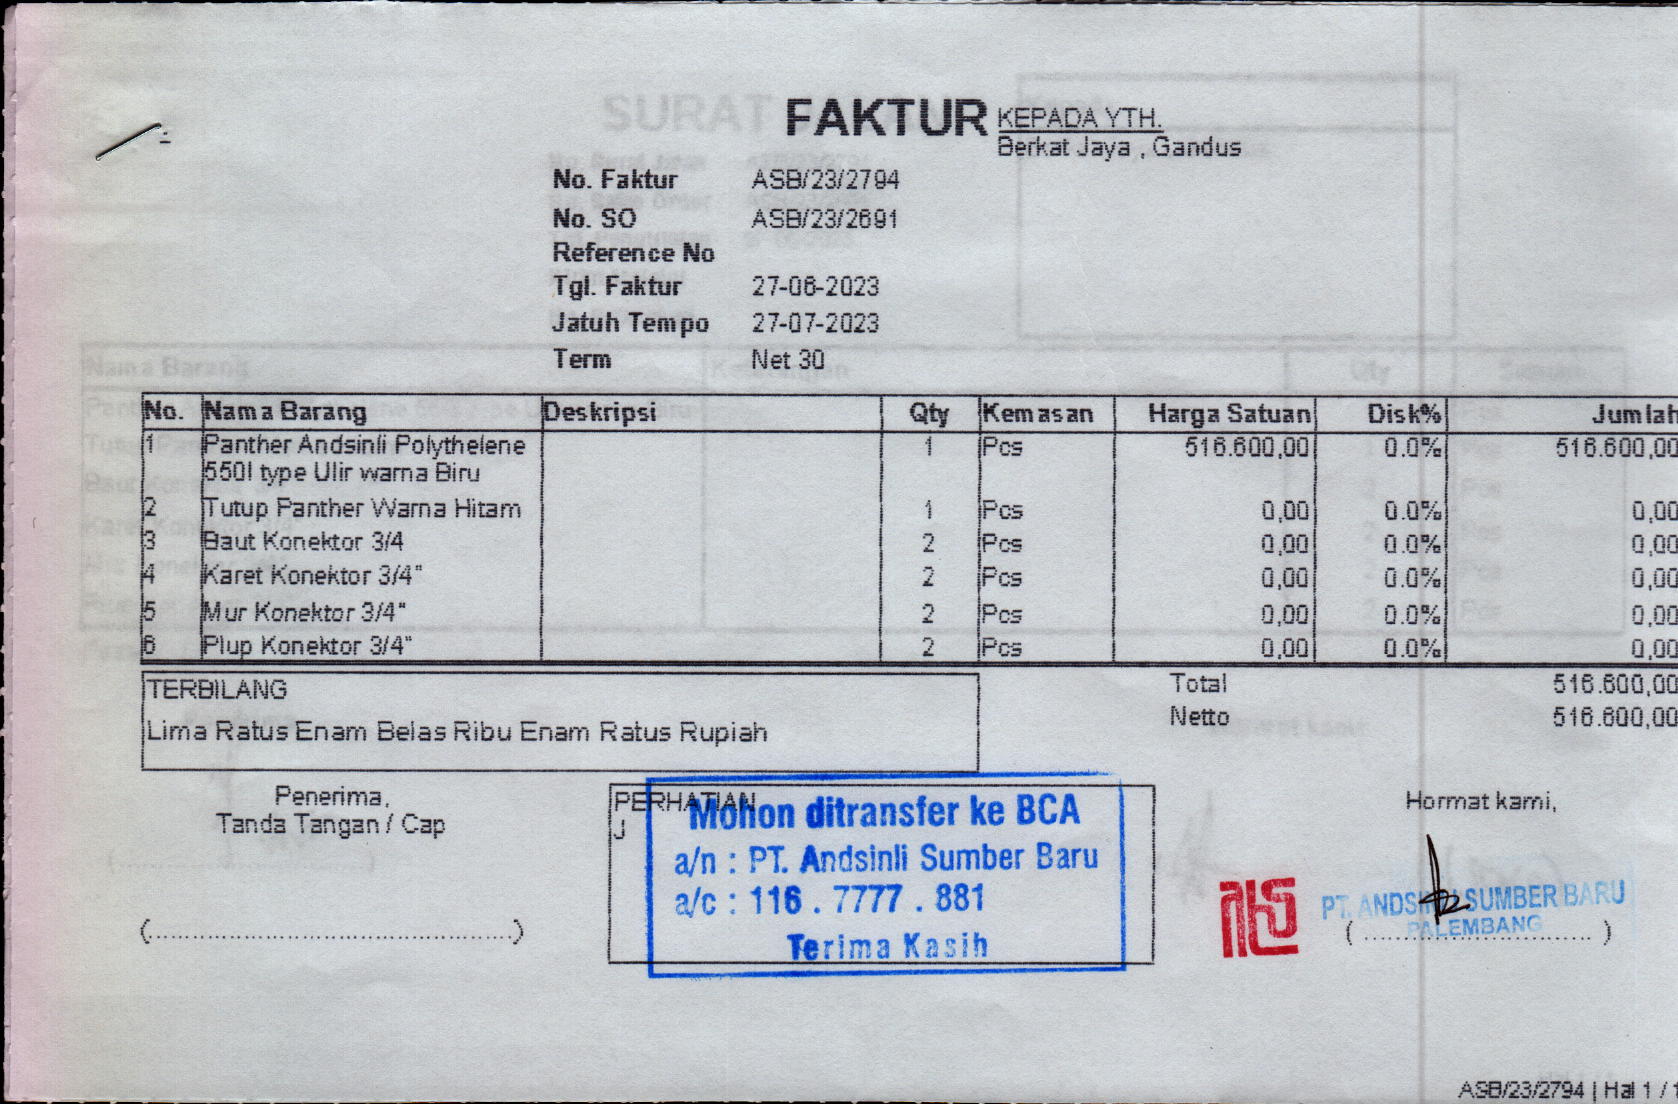 FAKTUR
KEPADA YTH.
Berkat Jaya , Gandus
No. Faktur ASB/23/2794
No. SO ASB/23/2691
Reference No
Tgl. Faktur 27-06-2023
Jatuh Tempo 27-07-2023
Term Net 30
No. Nama Barang Deskripsi Qty Kemasan Harga Satuan Disk% Jumlah
1 Panther Andsinli Polythelene 1 Pcs 516.600,00 0.0% 516.600,00
550l type Ulir warna Biru
2 Tutup Panther Warna Hitam 1 Pcs 0,00 0.0% 0,00
3 Baut Konektor 3/4 2 Pcs 0,00 0.0% 0,00
4 Karet Konektor 3/4" 2 Pcs 0,00 0.0% 0,00
5 Mur Konektor 3/4" 2 Pcs 0,00 0.0% 0,00
6 Plup Konektor 3/4" 2 Pcs 0,00 0.0% 0,00
TERBILANG
Lima Ratus Enam Belas Ribu Enam Ratus Rupiah
Total 516.600,00
Netto 516.600,00
Penerima,
Tanda Tangan / Cap
(........................................)
PERHATIAN
J
Mohon ditransfer ke BCA
a/n : PT. Andsinli Sumber Baru
a/c : 116 . 7777 . 881
Terima Kasih
Hormat kami,
PT. ANDSINLI SUMBER BARU
PALEMBANG
( ................................ )
ASB/23/2794 | Hal 1 / 1